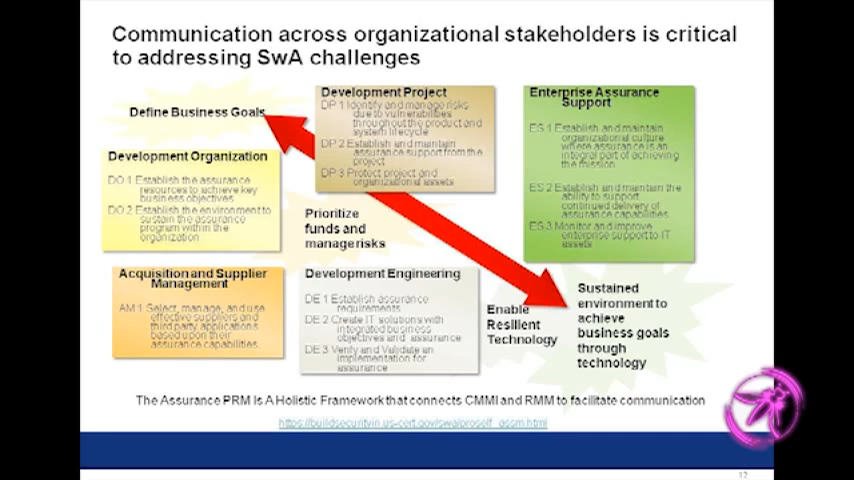 Communication across organizational stakeholders is critical
to addressing SwA challenges
Define Business Goals
Development Project
DP 1 Identify and manage risks
due to vulnerabilities
throughout the product and
system lifecycle
DP 2 Establish and maintain
assurance support from the
project
DP 3 Protect project and
organizational assets
Enterprise Assurance
Support
ES 1 Establish and maintain
organizational culture
where assurance is an
integral part of achieving
the mission
ES 2 Establish and maintain the
ability to support
continued delivery of
assurance capabilities
ES 3 Monitor and improve
enterprise support to IT
assets
Development Organization
DO 1 Establish the assurance
resources to achieve key
business objectives
DO 2 Establish the environment to
sustain the assurance
program within the
organization
Prioritize
funds and
manage risks
Acquisition and Supplier
Management
AM 1 Select, manage, and use
effective suppliers and
third party applications
based upon their
assurance capabilities.
Development Engineering
DE 1 Establish assurance
requirements
DE 2 Create IT solutions with
integrated business
objectives and assurance
DE 3 Verify and Validate an
implementation for
assurance
Enable
Resilient
Technology
Sustained
environment to
achieve
business goals
through
technology
The Assurance PRM Is A Holistic Framework that connects CMMI and RMM to facilitate communication
https://buildsecurityin.us-cert.gov/swa/proself_assm.html
12